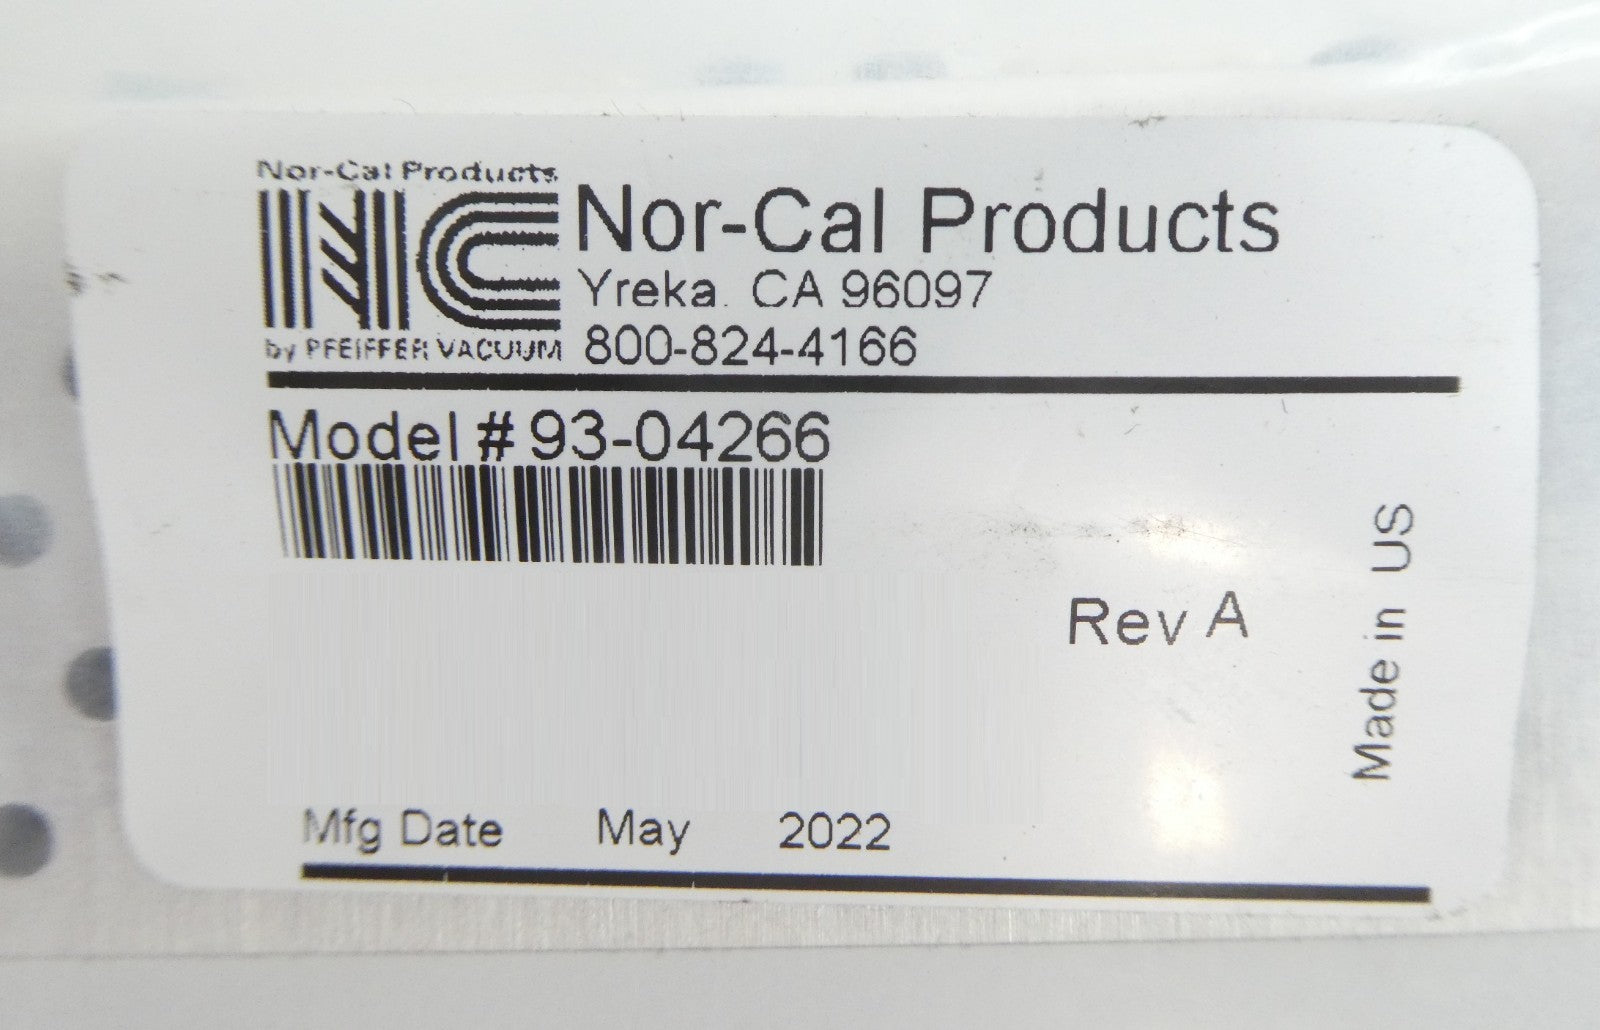 Nor-Cal Products
NC
by PFEIFFER VACUUM
Nor-Cal Products
Yreka. CA 96097
800-824-4166
Model # 93-04266
Rev A
Made in US
Mfg Date May 2022